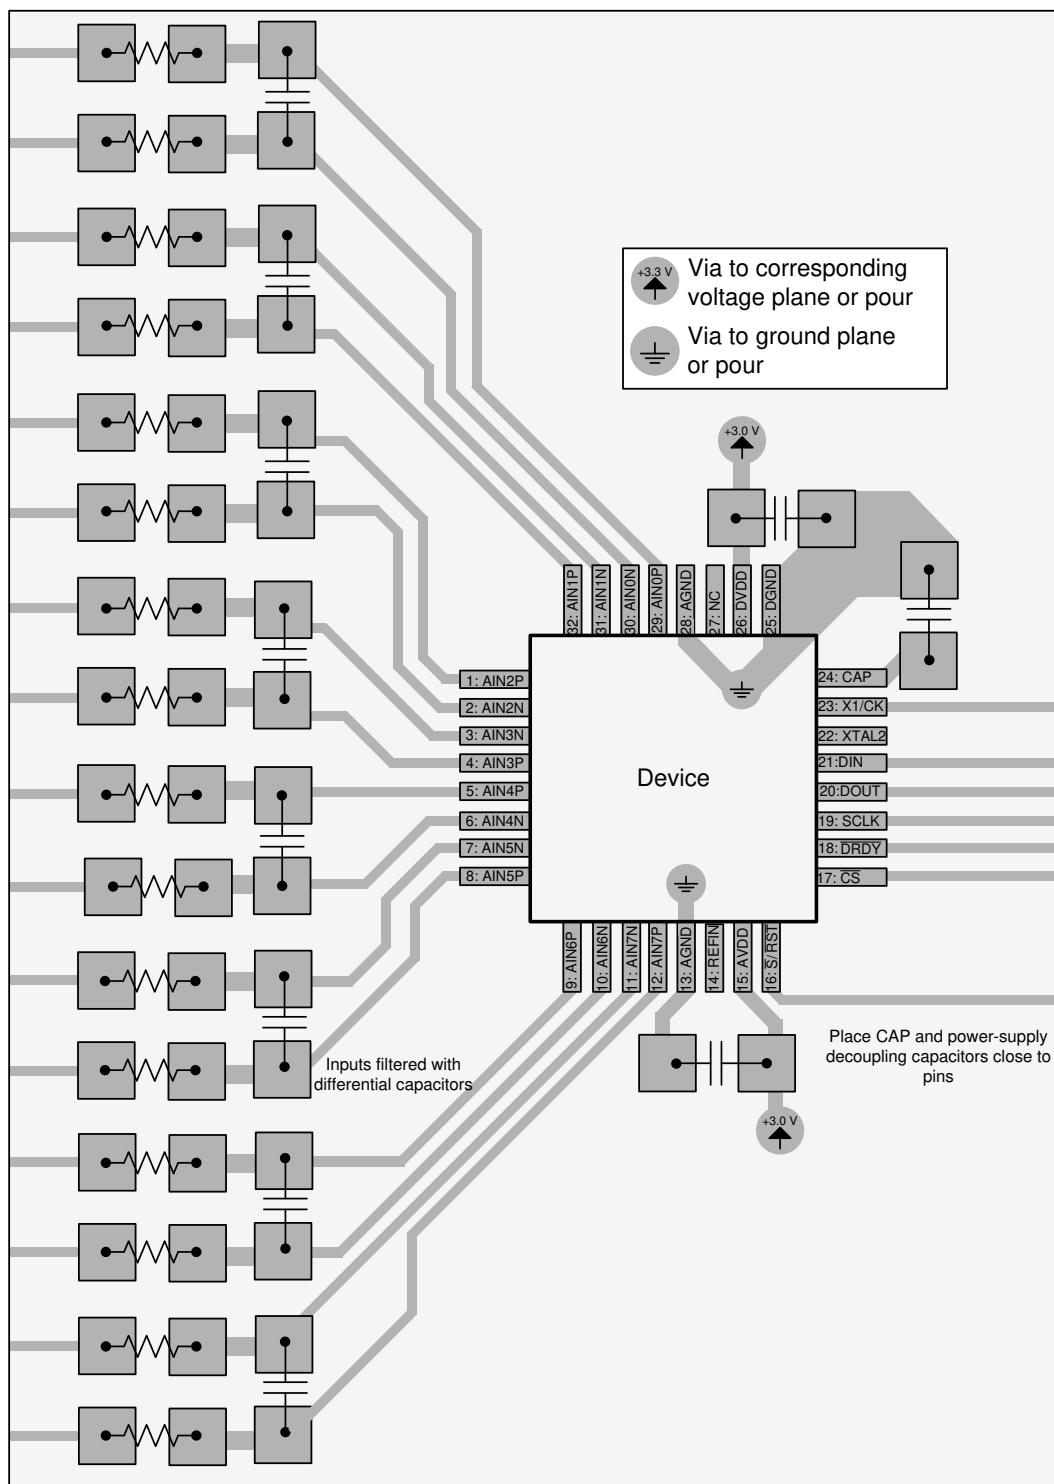 +3.3 V
Via to corresponding
voltage plane or pour
Via to ground plane
or pour
+3.0 V
32: AIN1P
31: AIN1N
30: AIN0N
29: AIN0P
28: AGND
27: NC
26: DVDD
25: DGND
1: AIN2P
2: AIN2N
3: AIN3N
4: AIN3P
5: AIN4P
6: AIN4N
7: AIN5N
8: AIN5P
Device
24: CAP
23: X1/CK
22: XTAL2
21:DIN
20:DOUT
19: SCLK
18: DRDY
17: CS
9: AIN6P
10: AIN6N
11: AIN7N
12: AIN7P
13: AGND
14: REFIN
15: AVDD
16: S/RST
Inputs filtered with
differential capacitors
Place CAP and power-supply
decoupling capacitors close to
pins
+3.0 V